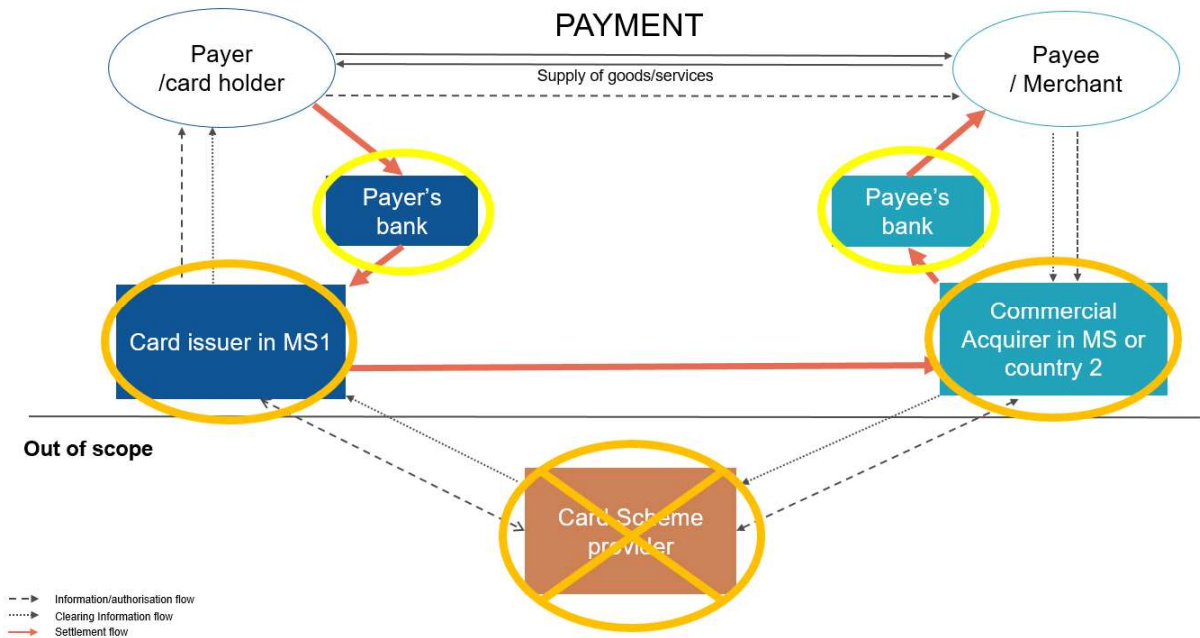 PAYMENT
Payer
/card holder
Payee
/ Merchant
Supply of goods/services
Payer's
bank
Payee's
bank
Card issuer in MS1
Commercial
Acquirer in MS or
country 2
Out of scope
Card Scheme
provider
Information/authorisation flow
Clearing Information flow
Settlement flow